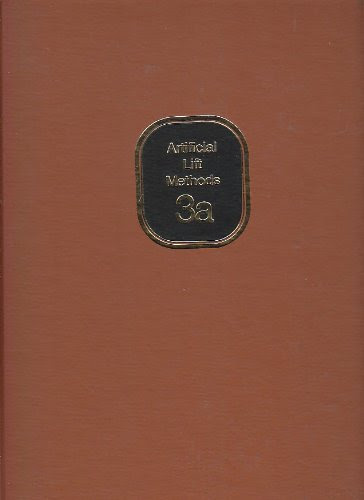 Artificial
Lift
Methods
3a